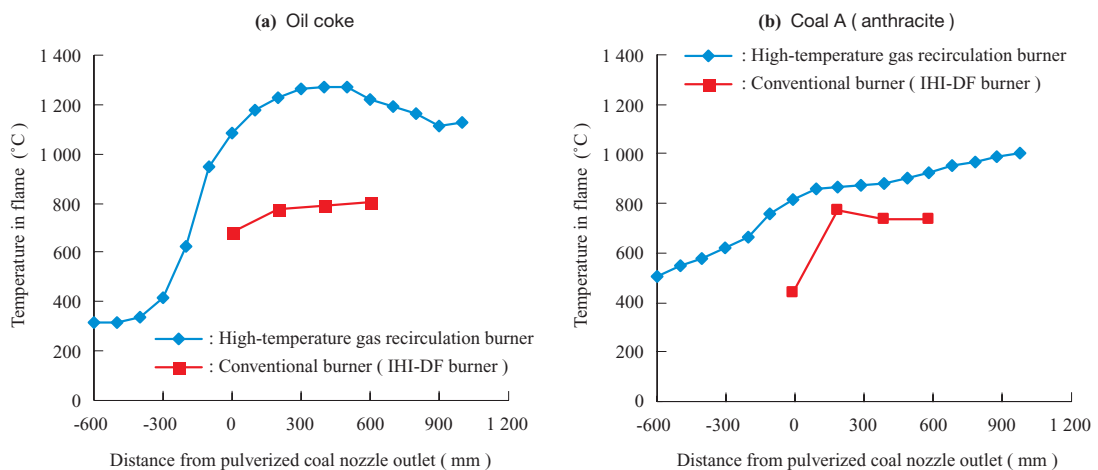 (a) Oil coke
1 400
1 200
1 000
800
600
400
200
0
Temperature in flame (˚C)
: High-temperature gas recirculation burner
: Conventional burner ( IHI-DF burner )
-600 -300 0 300 600 900 1 200
Distance from pulverized coal nozzle outlet ( mm )
(b) Coal A ( anthracite )
1 400
1 200
1 000
800
600
400
200
0
Temperature in flame (˚C)
: High-temperature gas recirculation burner
: Conventional burner ( IHI-DF burner )
-600 -300 0 300 600 900 1 200
Distance from pulverized coal nozzle outlet ( mm )